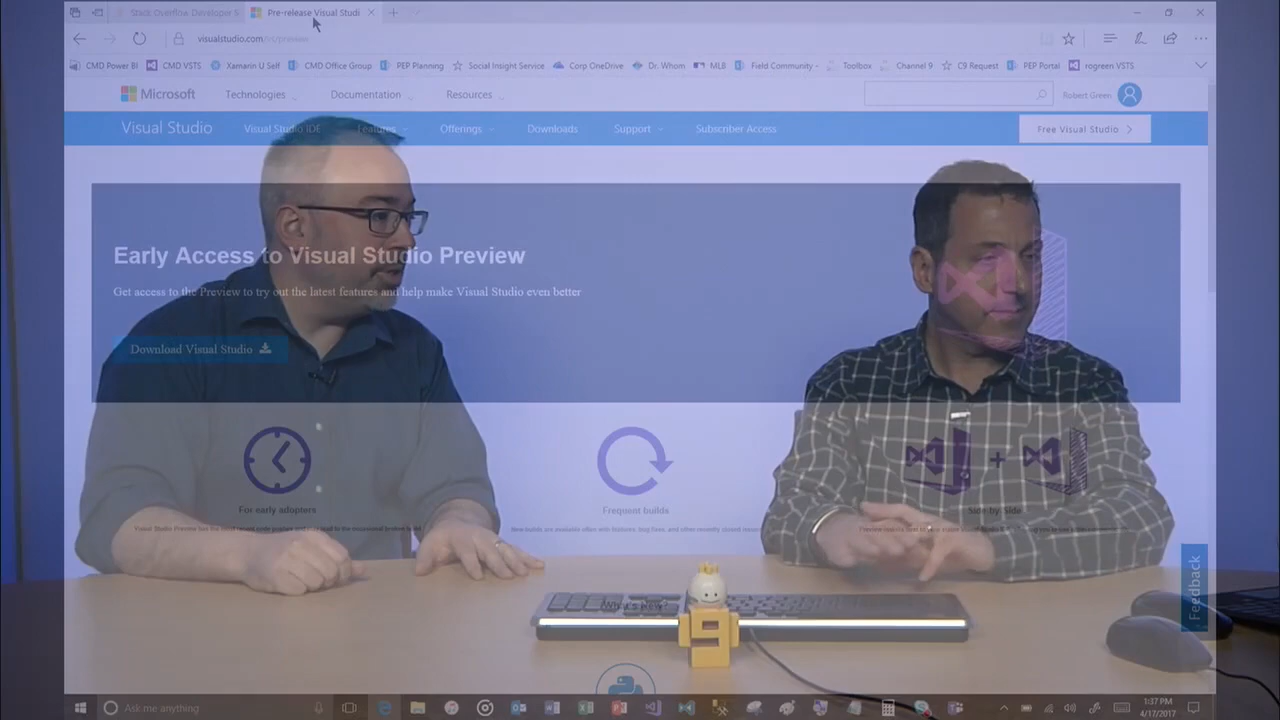 Stack Overflow Developer S
Pre-release Visual Studi
visualstudio.com/vs/preview
CMD Power BI CMD VSTS Xamarin U Self CMD Office Group PEP Planning Social Insight Service Corp OneDrive Dr. Whom MLB Field Community - Toolbox Channel 9 C9 Request PEP Portal rogreen VSTS
Microsoft Technologies Documentation Resources Robert Green
Visual Studio Visual Studio IDE Features Offerings Downloads Support Subscriber Access Free Visual Studio
Early Access to Visual Studio Preview
Get access to the Preview to try out the latest features and help make Visual Studio even better
Download Visual Studio
For early adopters Frequent builds Side by Side
Feedback
What's New?
9
Ask me anything
1:37 PM
4/17/2017